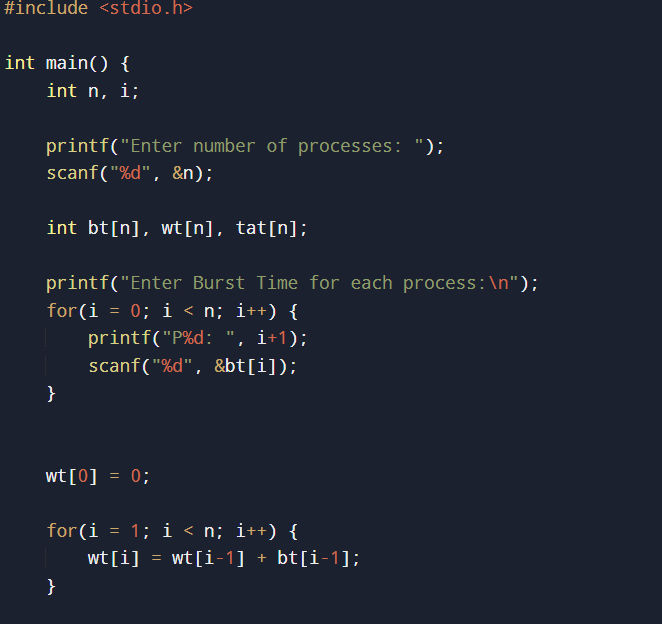 #include <stdio.h>
int main() {
    int n, i;
    printf("Enter number of processes: ");
    scanf("%d", &n);
    int bt[n], wt[n], tat[n];
    printf("Enter Burst Time for each process:\n");
    for(i = 0; i < n; i++) {
        printf("P%d: ", i+1);
        scanf("%d", &bt[i]);
    }
    wt[0] = 0;
    for(i = 1; i < n; i++) {
        wt[i] = wt[i-1] + bt[i-1];
    }